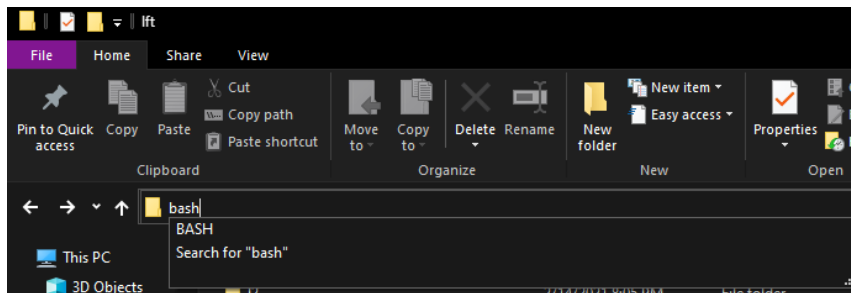 lft
File Home Share View
Pin to Quick access
Copy
Paste
Cut
Copy path
Paste shortcut
Move to
Copy to
Delete
Rename
New folder
New item
Easy access
Properties
Clipboard Organize New Open
bash
BASH
Search for "bash"
This PC
3D Objects
File folder